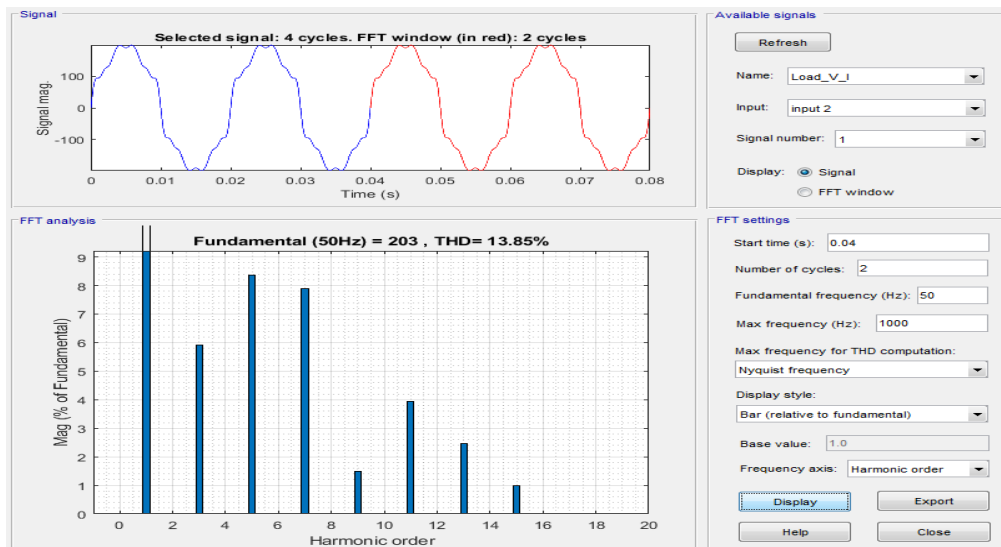 Signal
Selected signal: 4 cycles. FFT window (in red): 2 cycles
Signal mag.
100
0
-100
0 0.01 0.02 0.03 0.04 0.05 0.06 0.07 0.08
Time (s)
FFT analysis
Fundamental (50Hz) = 203 , THD= 13.85%
Mag (% of Fundamental)
9
8
7
6
5
4
3
2
1
0
0 2 4 6 8 10 12 14 16 18 20
Harmonic order
Available signals
Refresh
Name: Load_V_I
Input: input 2
Signal number: 1
Display: Signal
FFT window
FFT settings
Start time (s): 0.04
Number of cycles: 2
Fundamental frequency (Hz): 50
Max frequency (Hz): 1000
Max frequency for THD computation:
Nyquist frequency
Display style:
Bar (relative to fundamental)
Base value: 1.0
Frequency axis: Harmonic order
Display Export
Help Close